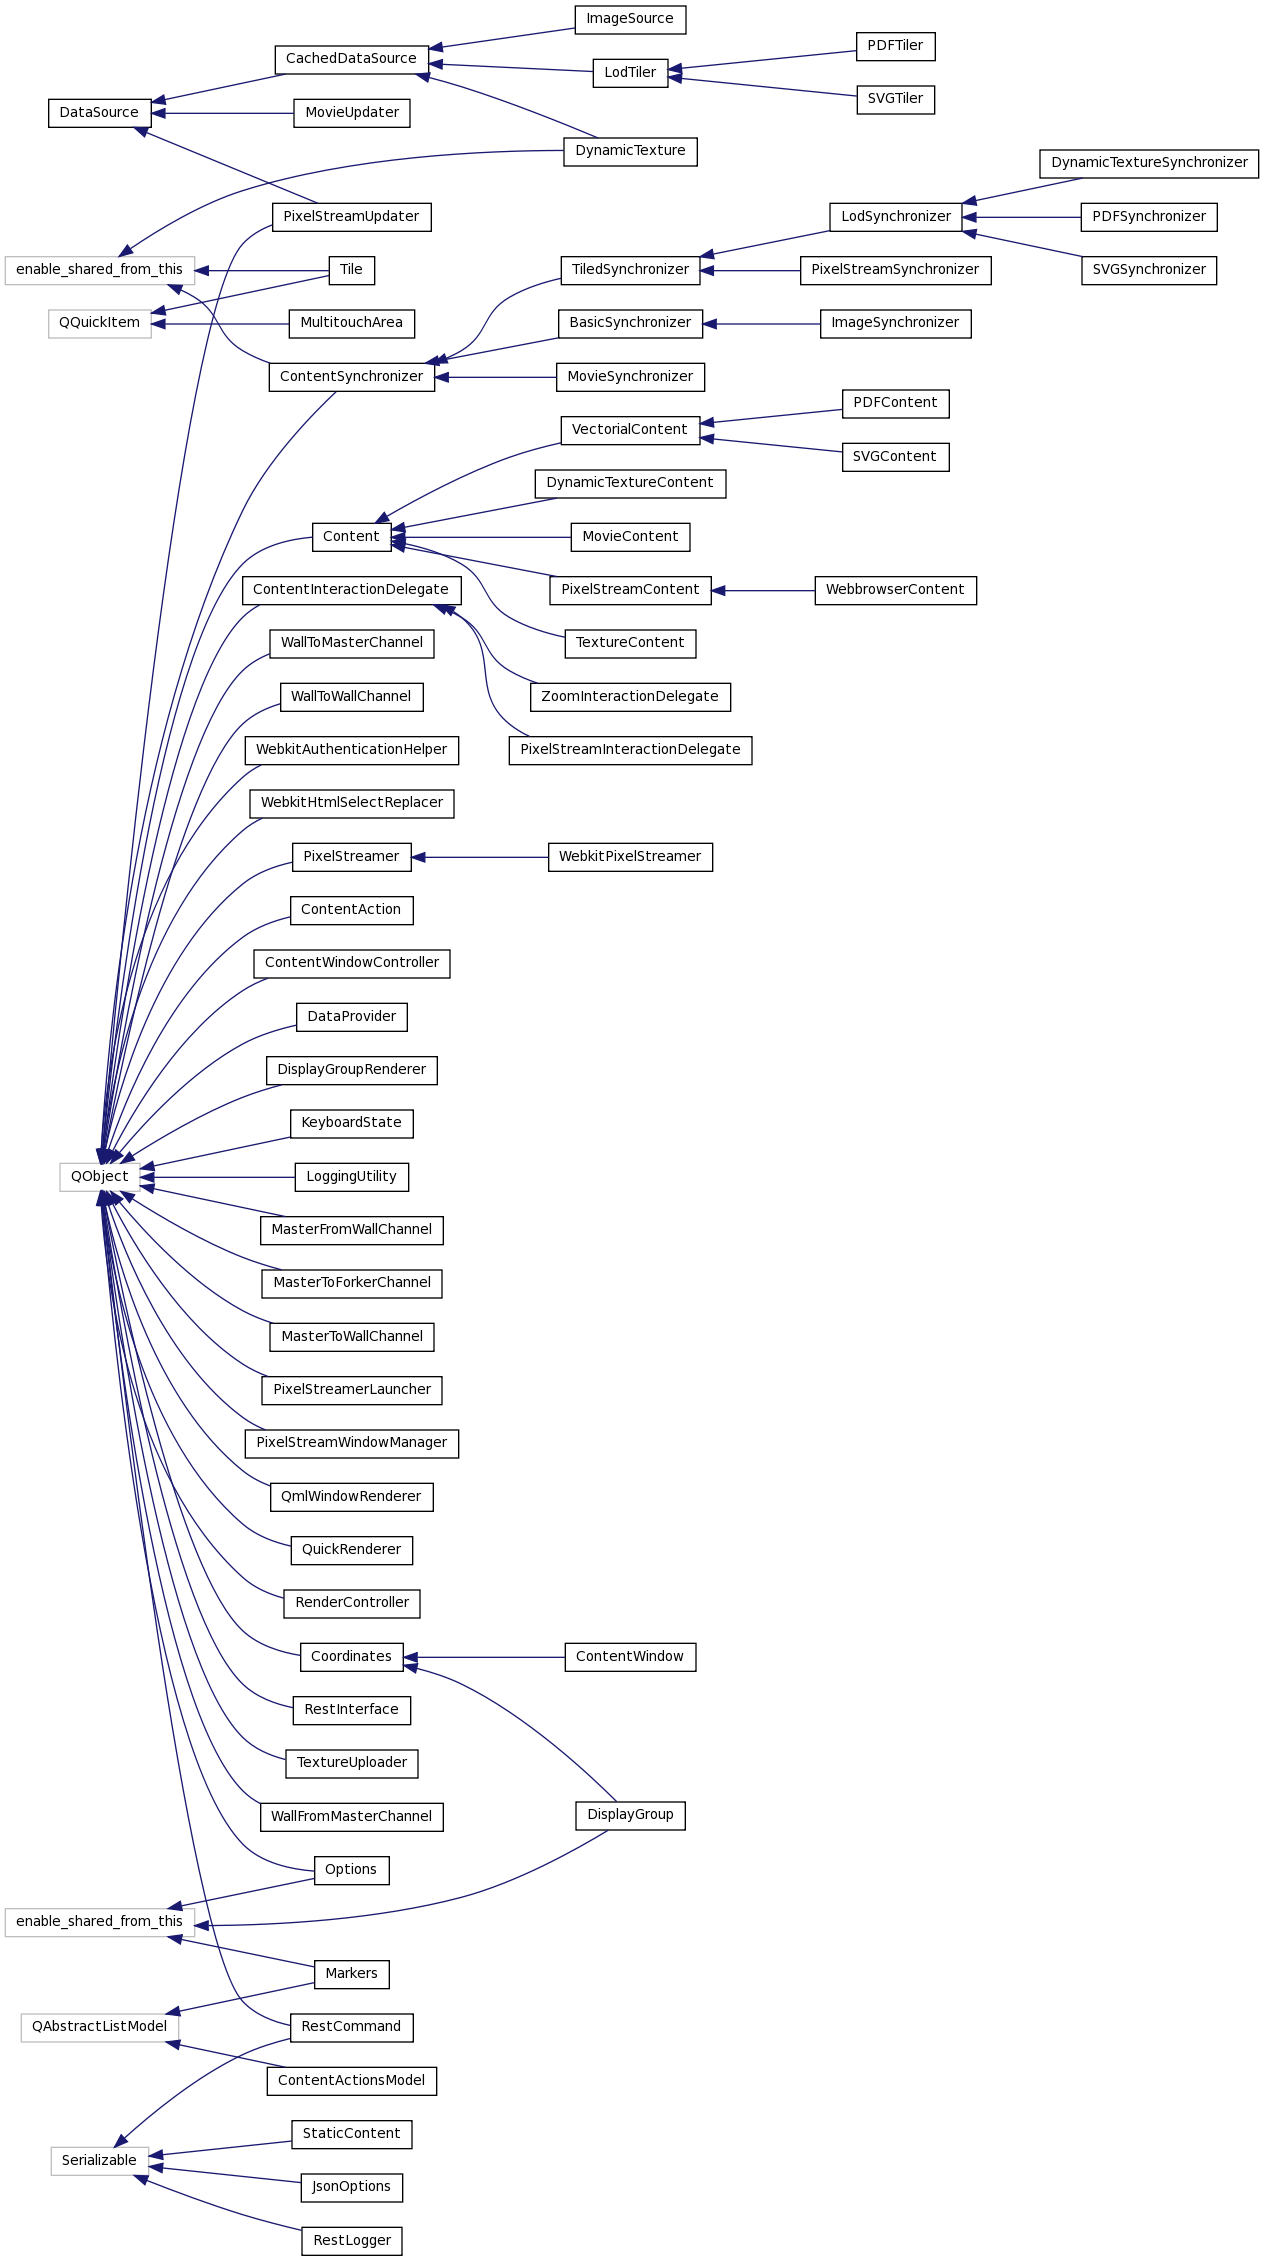 ImageSource
PDFTiler
CachedDataSource
LodTiler
SVGTiler
DataSource
MovieUpdater
DynamicTexture
DynamicTextureSynchronizer
PixelStreamUpdater
LodSynchronizer
PDFSynchronizer
enable_shared_from_this
Tile
TiledSynchronizer
PixelStreamSynchronizer
SVGSynchronizer
QQuickItem
MultitouchArea
BasicSynchronizer
ImageSynchronizer
ContentSynchronizer
MovieSynchronizer
PDFContent
VectorialContent
SVGContent
DynamicTextureContent
Content
MovieContent
ContentInteractionDelegate
PixelStreamContent
WebbrowserContent
WallToMasterChannel
TextureContent
WallToWallChannel
ZoomInteractionDelegate
WebkitAuthenticationHelper
PixelStreamInteractionDelegate
WebkitHtmlSelectReplacer
PixelStreamer
WebkitPixelStreamer
ContentAction
ContentWindowController
DataProvider
DisplayGroupRenderer
KeyboardState
QObject
LoggingUtility
MasterFromWallChannel
MasterToForkerChannel
MasterToWallChannel
PixelStreamerLauncher
PixelStreamWindowManager
QmlWindowRenderer
QuickRenderer
RenderController
Coordinates
ContentWindow
RestInterface
TextureUploader
WallFromMasterChannel
DisplayGroup
Options
enable_shared_from_this
Markers
QAbstractListModel
RestCommand
ContentActionsModel
StaticContent
Serializable
JsonOptions
RestLogger